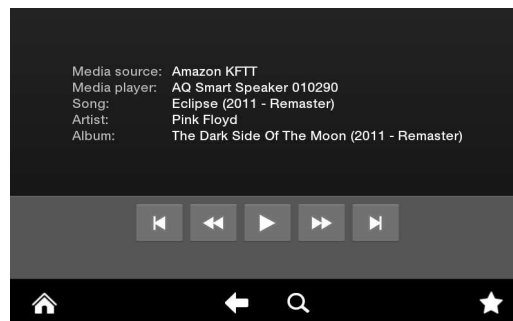 Media source: Amazon KFTT
Media player: AQ Smart Speaker 010290
Song: Eclipse (2011 - Remaster)
Artist: Pink Floyd
Album: The Dark Side Of The Moon (2011 - Remaster)